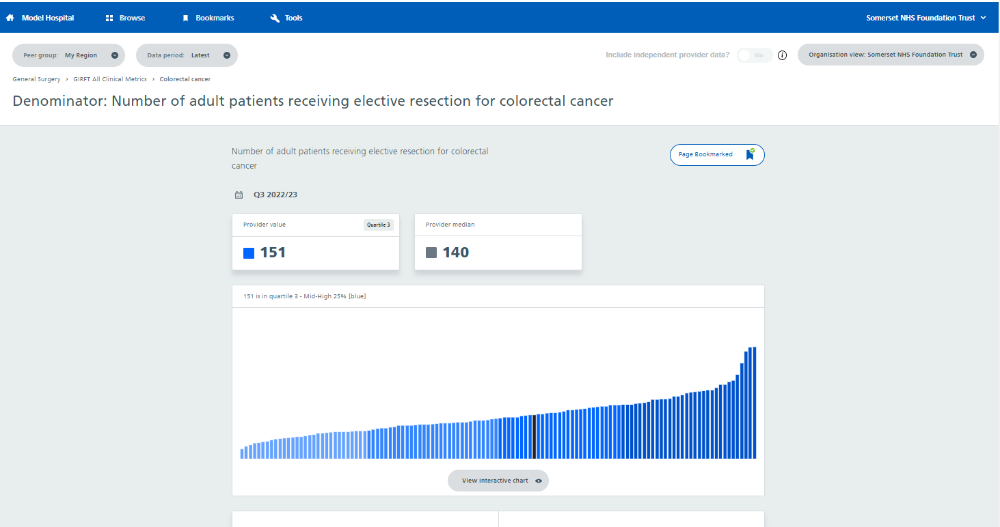 Model Hospital Browse Bookmarks Tools Somerset NHS Foundation Trust
Peer group: My Region Data period: Latest Include independent provider data? No Organisation view: Somerset NHS Foundation Trust
General Surgery › GIRFT All Clinical Metrics › Colorectal cancer
Denominator: Number of adult patients receiving elective resection for colorectal cancer
Number of adult patients receiving elective resection for colorectal
cancer
Page Bookmarked
Q3 2022/23
Provider value Quartile 3 Provider median
151 140
151 is in quartile 3 - Mid-High 25% [blue]
View interactive chart